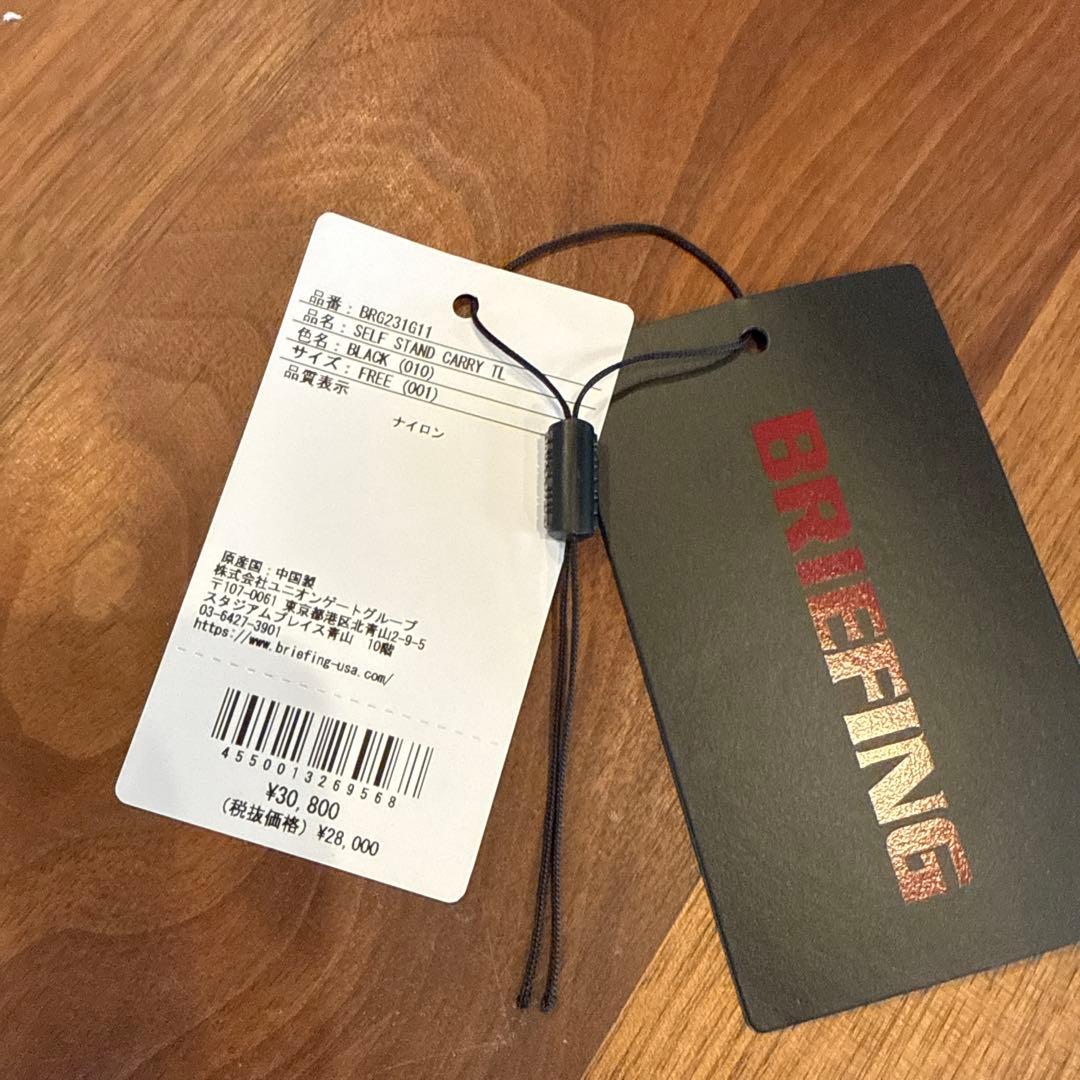 品番：BRG231G11
品名：SELF STAND CARRY TL
色名：BLACK (010)
サイズ：FREE (001)
品質表示
ナイロン
原産国：中国製
株式会社ユニオンゲートグループ
〒107-0061 東京都港区北青山2-9-5
スタジアムプレイス青山 10階
03-6427-3901
https://www.briefing-usa.com/
4550013269568
¥30,800
(税抜価格) ¥28,000
BRIEFING